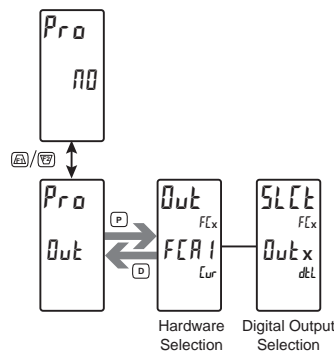 Pro
NO
Pro
Out
P
D
Out
FCx
FCA1
Cur
SLCt
FCx
Outx
dtL
Hardware
Selection
Digital Output
Selection